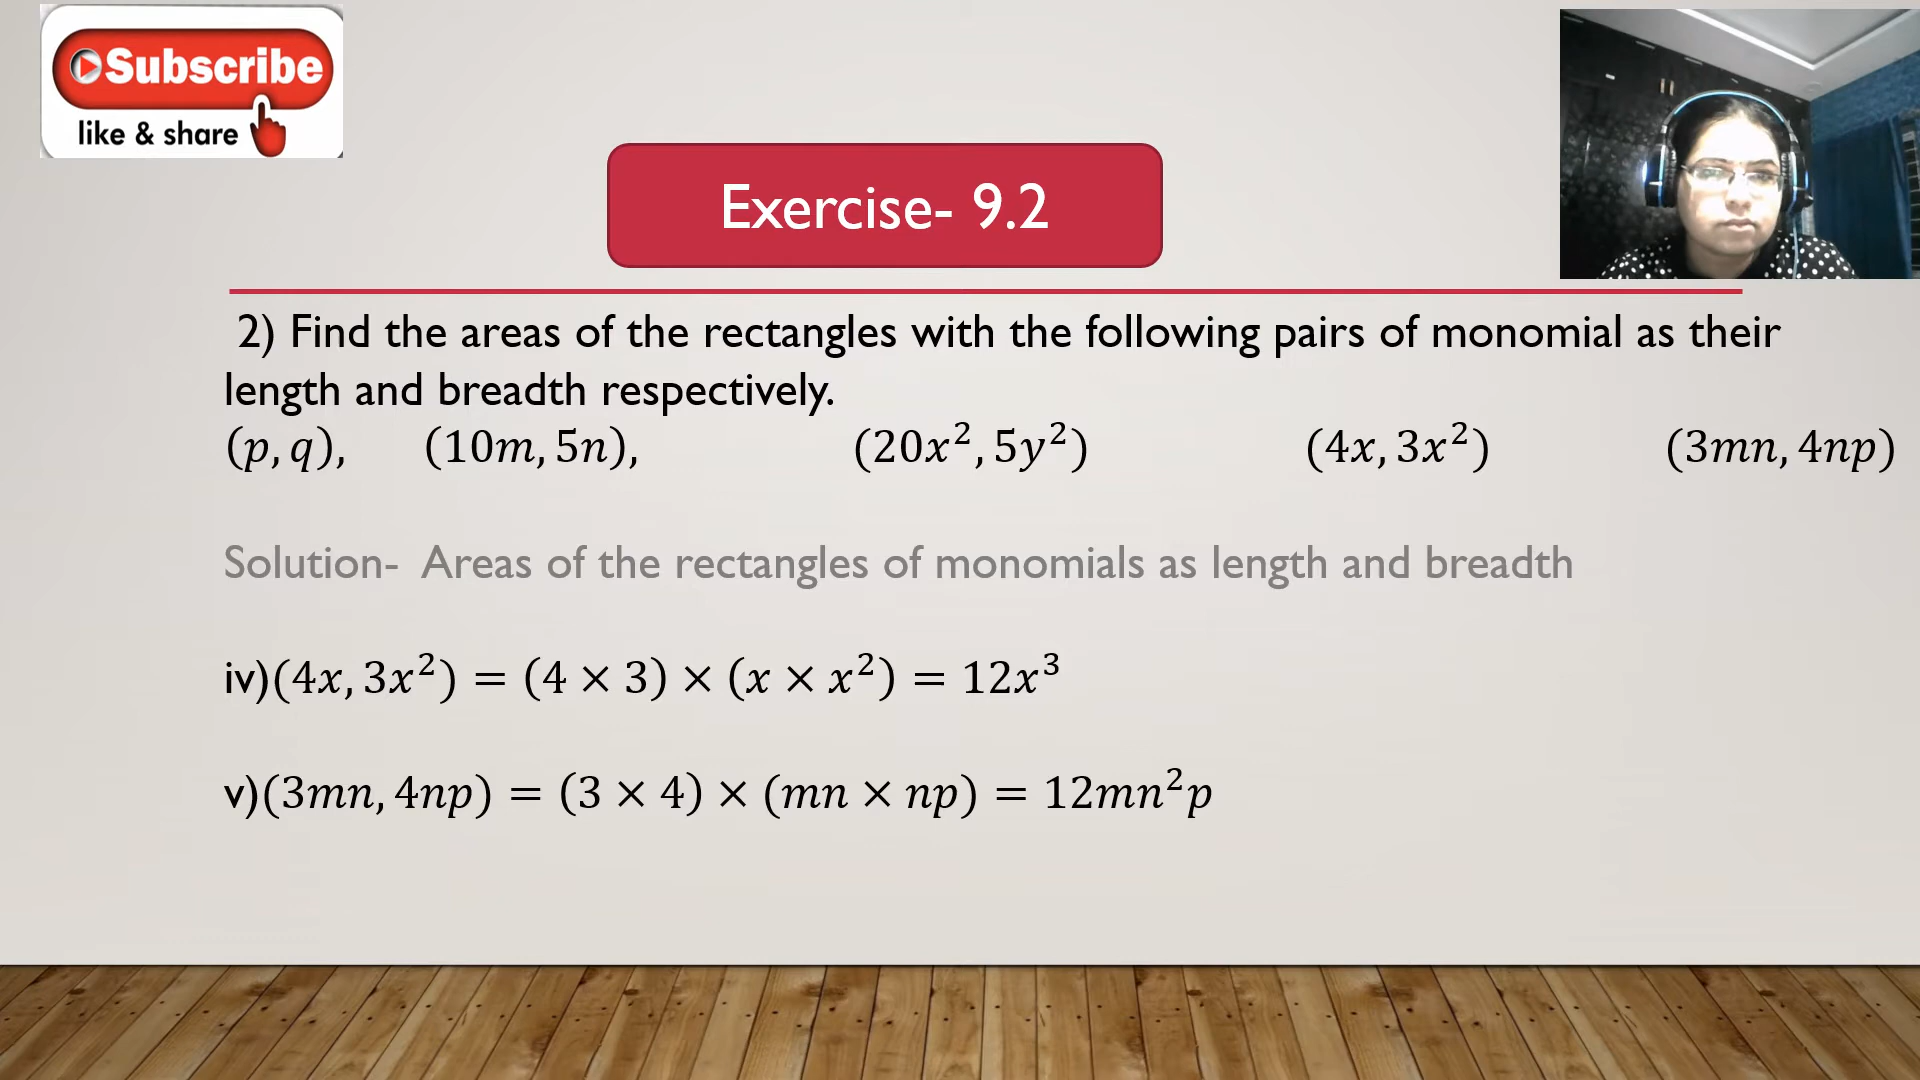 Subscribe
like & share
Exercise- 9.2
2) Find the areas of the rectangles with the following pairs of monomial as their
length and breadth respectively.
(p, q), (10m, 5n), (20x², 5y²) (4x, 3x²) (3mn, 4np)
Solution- Areas of the rectangles of monomials as length and breadth
iv)(4x, 3x²) = (4 × 3) × (x × x²) = 12x³
v)(3mn, 4np) = (3 × 4) × (mn × np) = 12mn²p